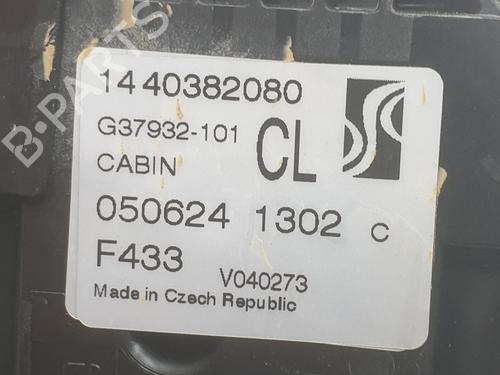 1440382080
G37932-101
CL
CABIN
050624 1302 C
F433
V040273
Made in Czech Republic
B-PARTS